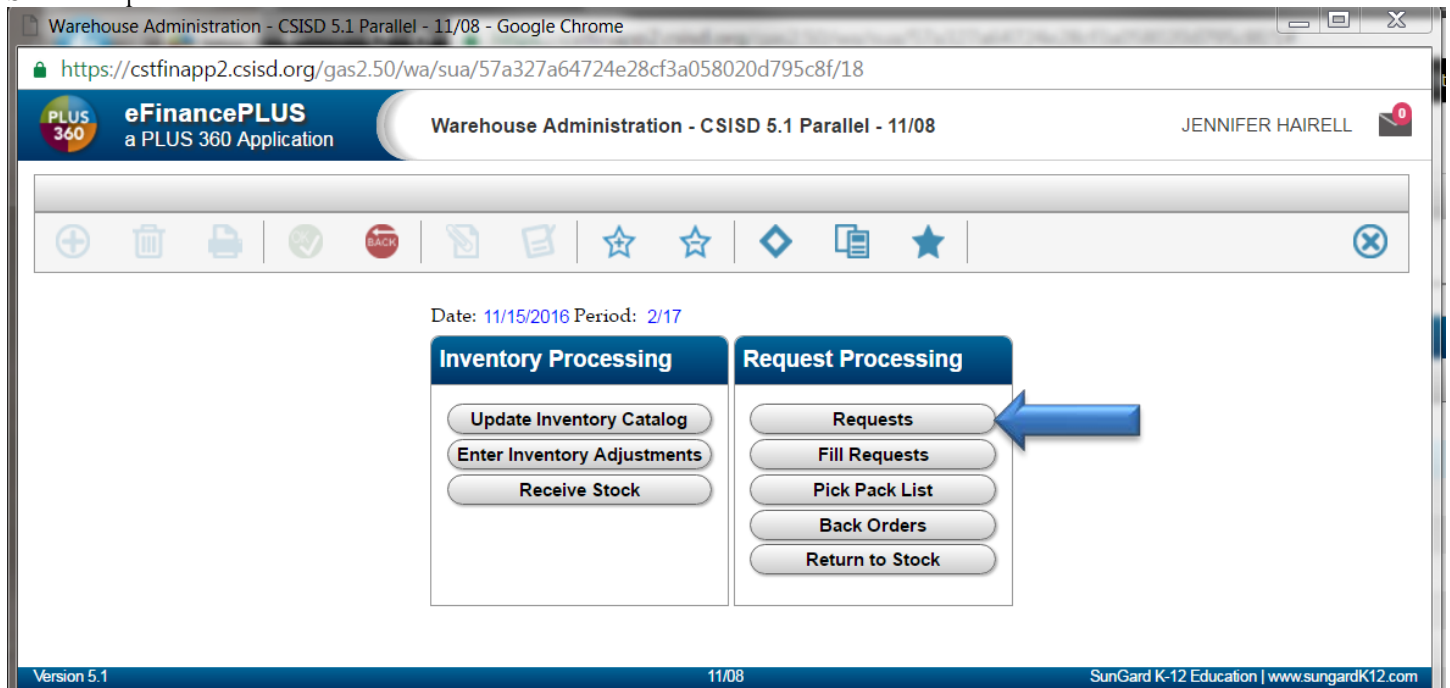 Warehouse Administration - CSISD 5.1 Parallel - 11/08 - Google Chrome
https://cstfinapp2.csisd.org/gas2.50/wa/sua/57a327a64724e28cf3a058020d795c8f/18
PLUS 360
eFinancePLUS
a PLUS 360 Application
Warehouse Administration - CSISD 5.1 Parallel - 11/08
JENNIFER HAIRELL
0
BACK
Date: 11/15/2016 Period: 2/17
Inventory Processing
Update Inventory Catalog
Enter Inventory Adjustments
Receive Stock
Request Processing
Requests
Fill Requests
Pick Pack List
Back Orders
Return to Stock
Version 5.1
11/08
SunGard K-12 Education | www.sungardK12.com